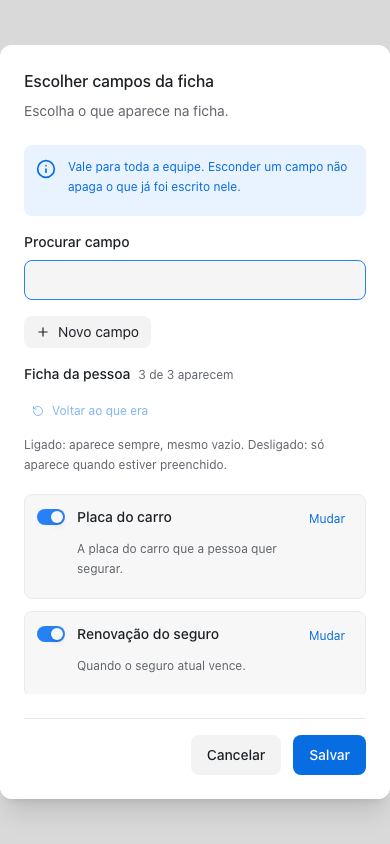 Escolher campos da ficha
Escolha o que aparece na ficha.
Vale para toda a equipe. Esconder um campo não
apaga o que já foi escrito nele.
Procurar campo
Novo campo
Ficha da pessoa 3 de 3 aparecem
Voltar ao que era
Ligado: aparece sempre, mesmo vazio. Desligado: só
aparece quando estiver preenchido.
Placa do carro Mudar
A placa do carro que a pessoa quer
segurar.
Renovação do seguro Mudar
Quando o seguro atual vence.
Cancelar Salvar